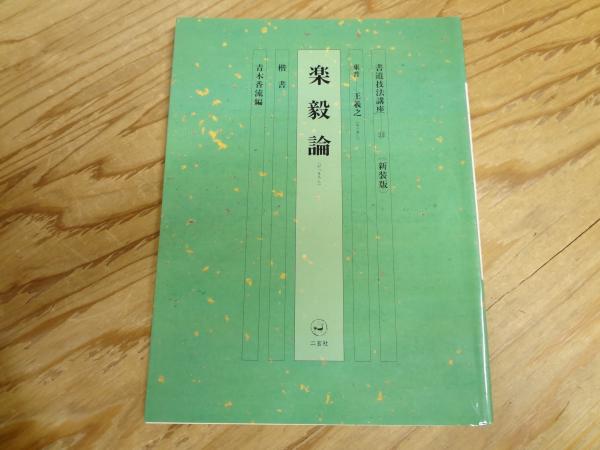 書道技法講座
〈新装版〉
東晋 王羲之
楽毅論
楷書
青木香流編
二玄社